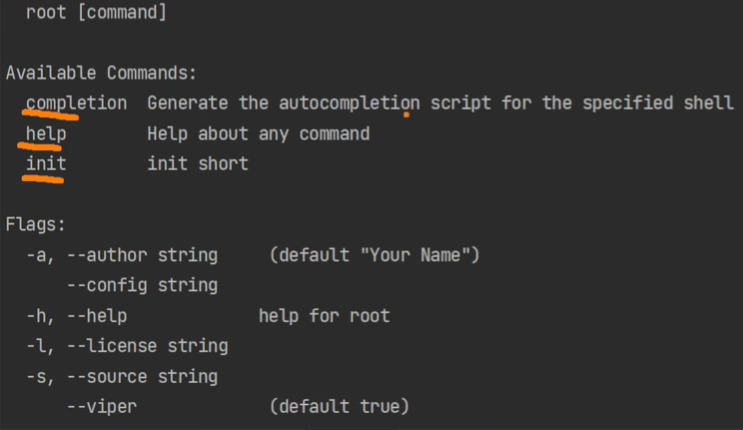 root [command]
Available Commands:
completion  Generate the autocompletion script for the specified shell
help        Help about any command
init        init short
Flags:
-a, --author string     (default "Your Name")
--config string
-h, --help             help for root
-l, --license string
-s, --source string
--viper             (default true)